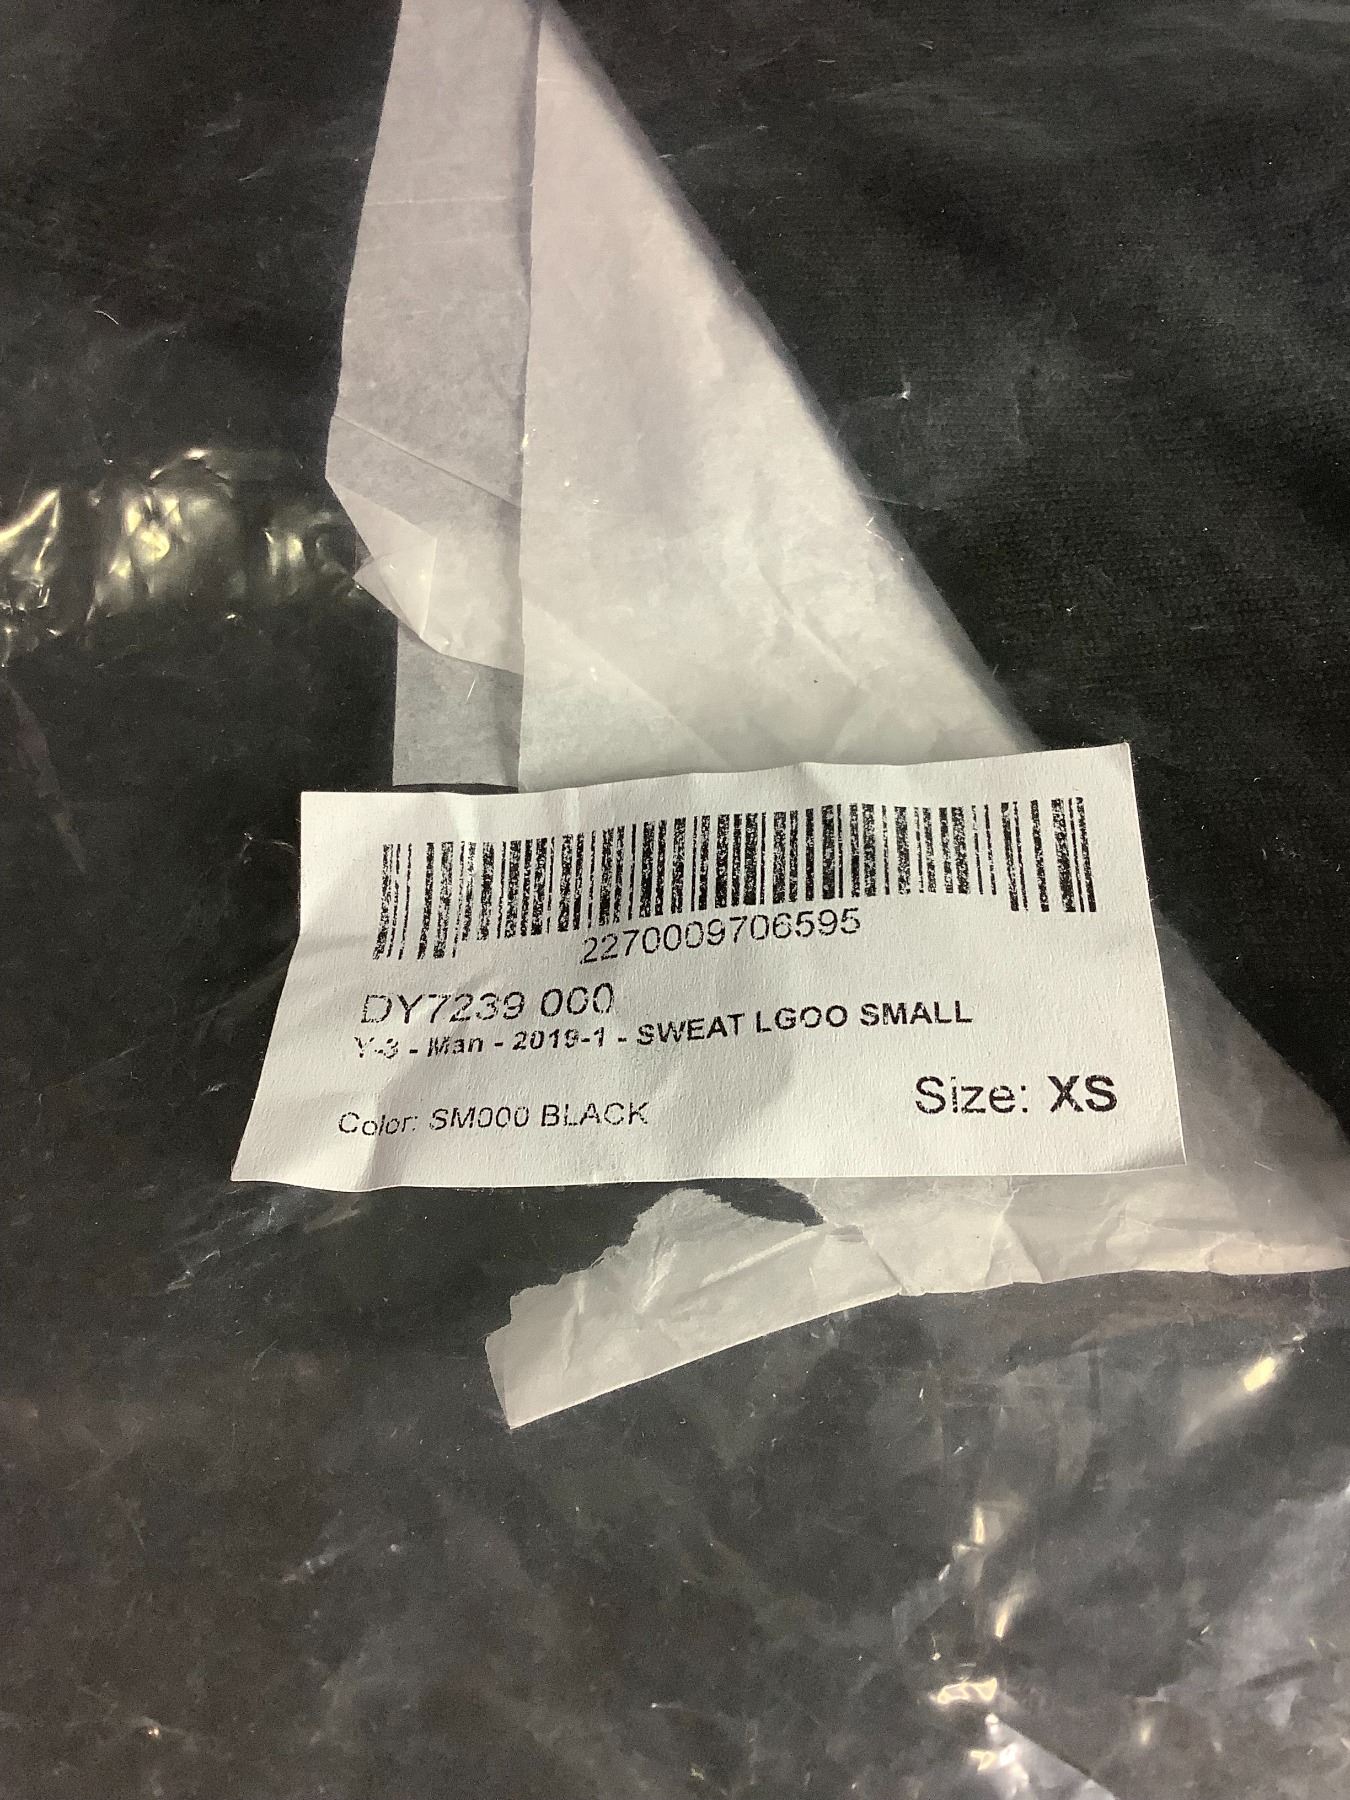 2270009706595
DY7239 000
Y-3 - Man - 2019-1 - SWEAT LGOO SMALL
Size: XS
Color: SM000 BLACK